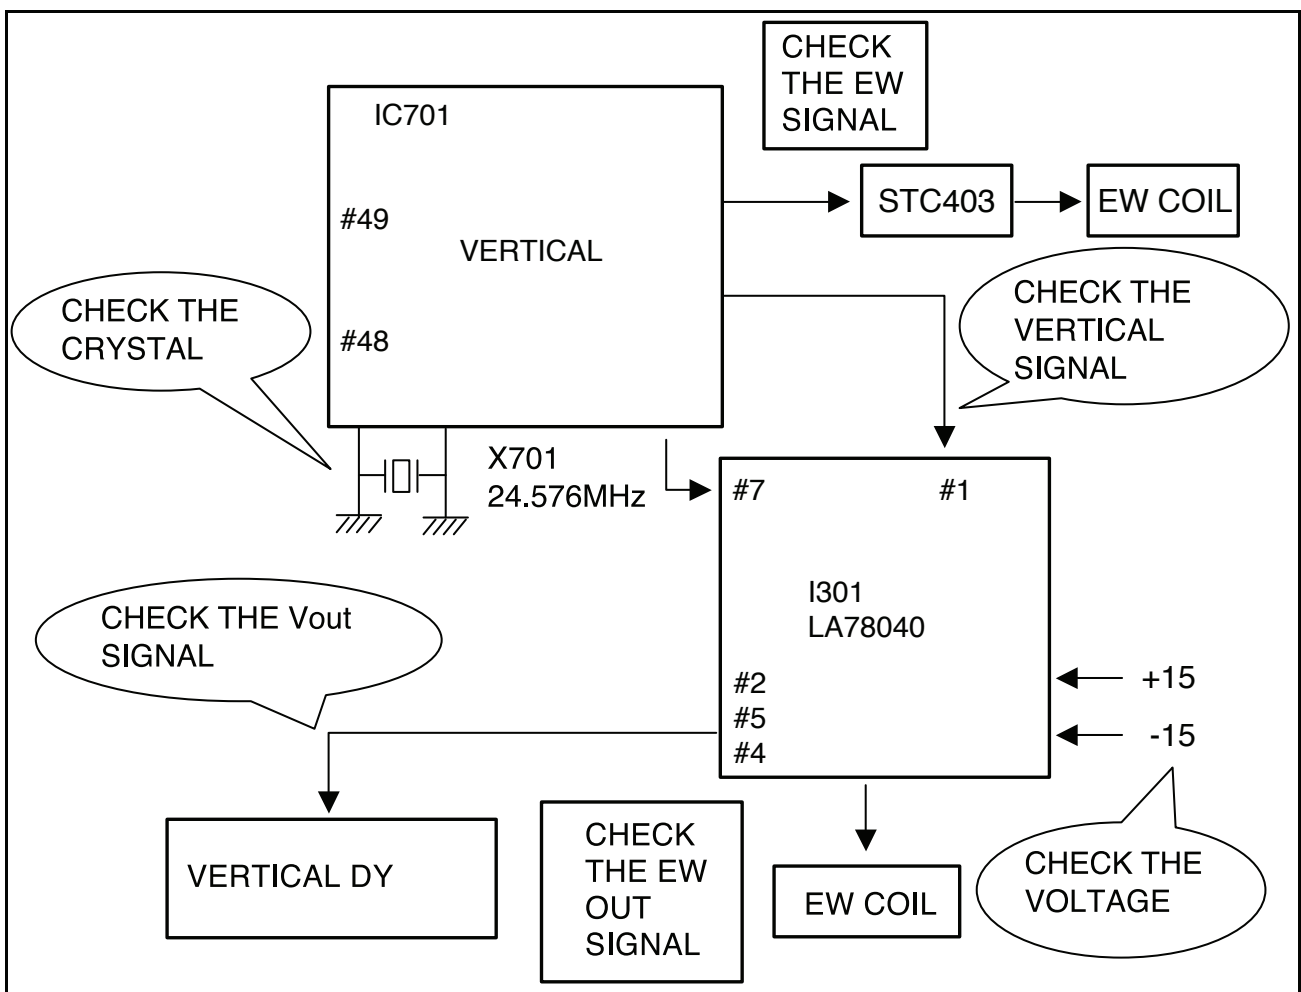 CHECK
THE EW
SIGNAL
IC701
STC403
EW COIL
#49
VERTICAL
CHECK THE
CRYSTAL
#48
CHECK THE
VERTICAL
SIGNAL
X701
24.576MHz
#7
#1
I301
LA78040
CHECK THE Vout
SIGNAL
#2
#5
#4
+15
-15
VERTICAL DY
CHECK
THE EW
OUT
SIGNAL
EW COIL
CHECK THE
VOLTAGE